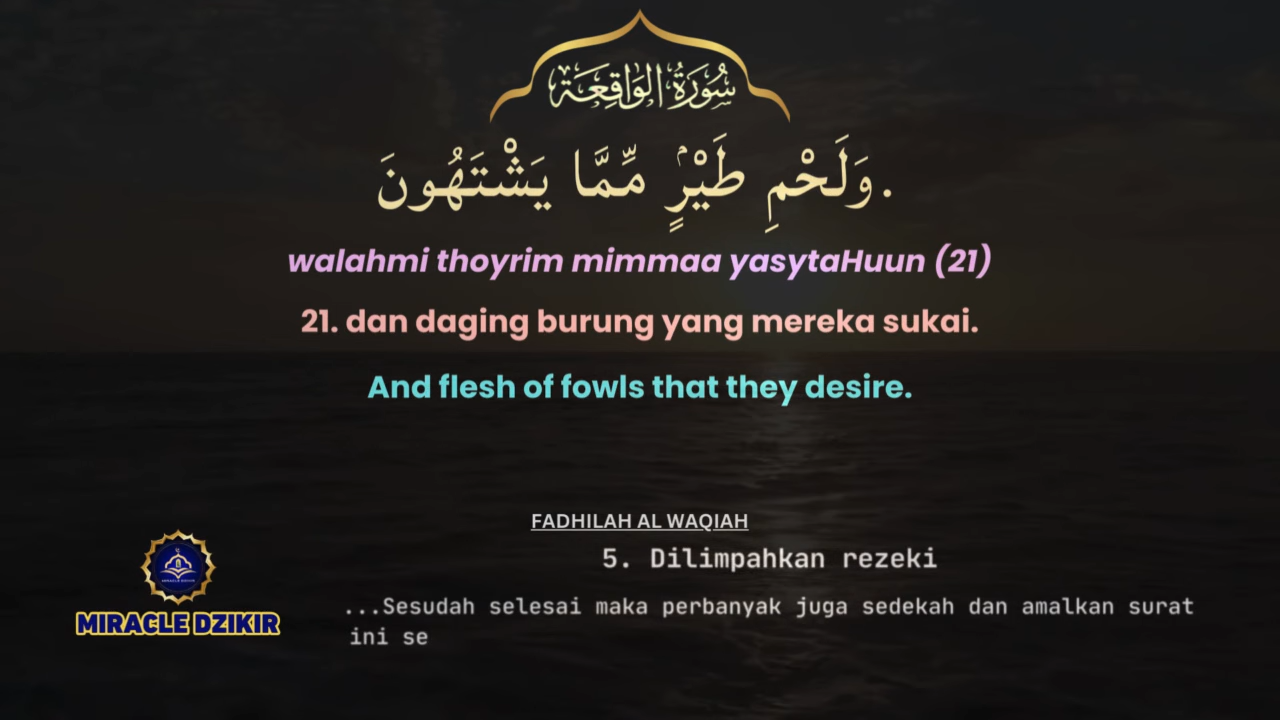 سُورَةُ الوَاقِعَة
وَلَحْمِ طَيْرٍۢ مِّمَّا يَشْتَهُونَ.
walahmi thoyrim mimmaa yasytaHuun (21)
21. dan daging burung yang mereka sukai.
And flesh of fowls that they desire.
FADHILAH AL WAQIAH
5. Dilimpahkan rezeki
...Sesudah selesai maka perbanyak juga sedekah dan amalkan surat
ini se
MIRACLE DZIKIR
MIRACLE DZIKIR